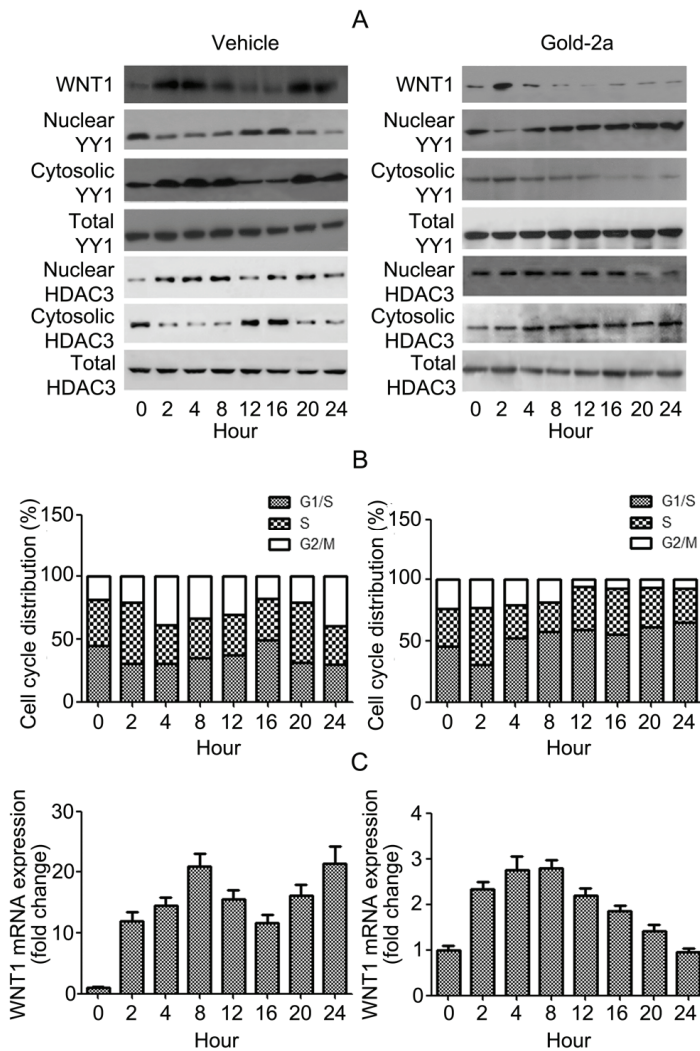 A
Vehicle
Gold-2a
WNT1
Nuclear
YY1
Cytosolic
YY1
Total
YY1
Nuclear
HDAC3
Cytosolic
HDAC3
Total
HDAC3
0 2 4 8 12 16 20 24
Hour
WNT1
Nuclear
YY1
Cytosolic
YY1
Total
YY1
Nuclear
HDAC3
Cytosolic
HDAC3
Total
HDAC3
0 2 4 8 12 16 20 24
Hour
B
Cell cycle distribution (%)
150
100
50
0
G1/S
S
G2/M
0 2 4 8 12 16 20 24
Hour
Cell cycle distribution (%)
150
100
50
0
G1/S
S
G2/M
0 2 4 8 12 16 20 24
Hour
C
WNT1 mRNA expression
(fold change)
30
20
10
0
0 2 4 8 12 16 20 24
Hour
WNT1 mRNA expression
(fold change)
4
3
2
1
0
0 2 4 8 12 16 20 24
Hour